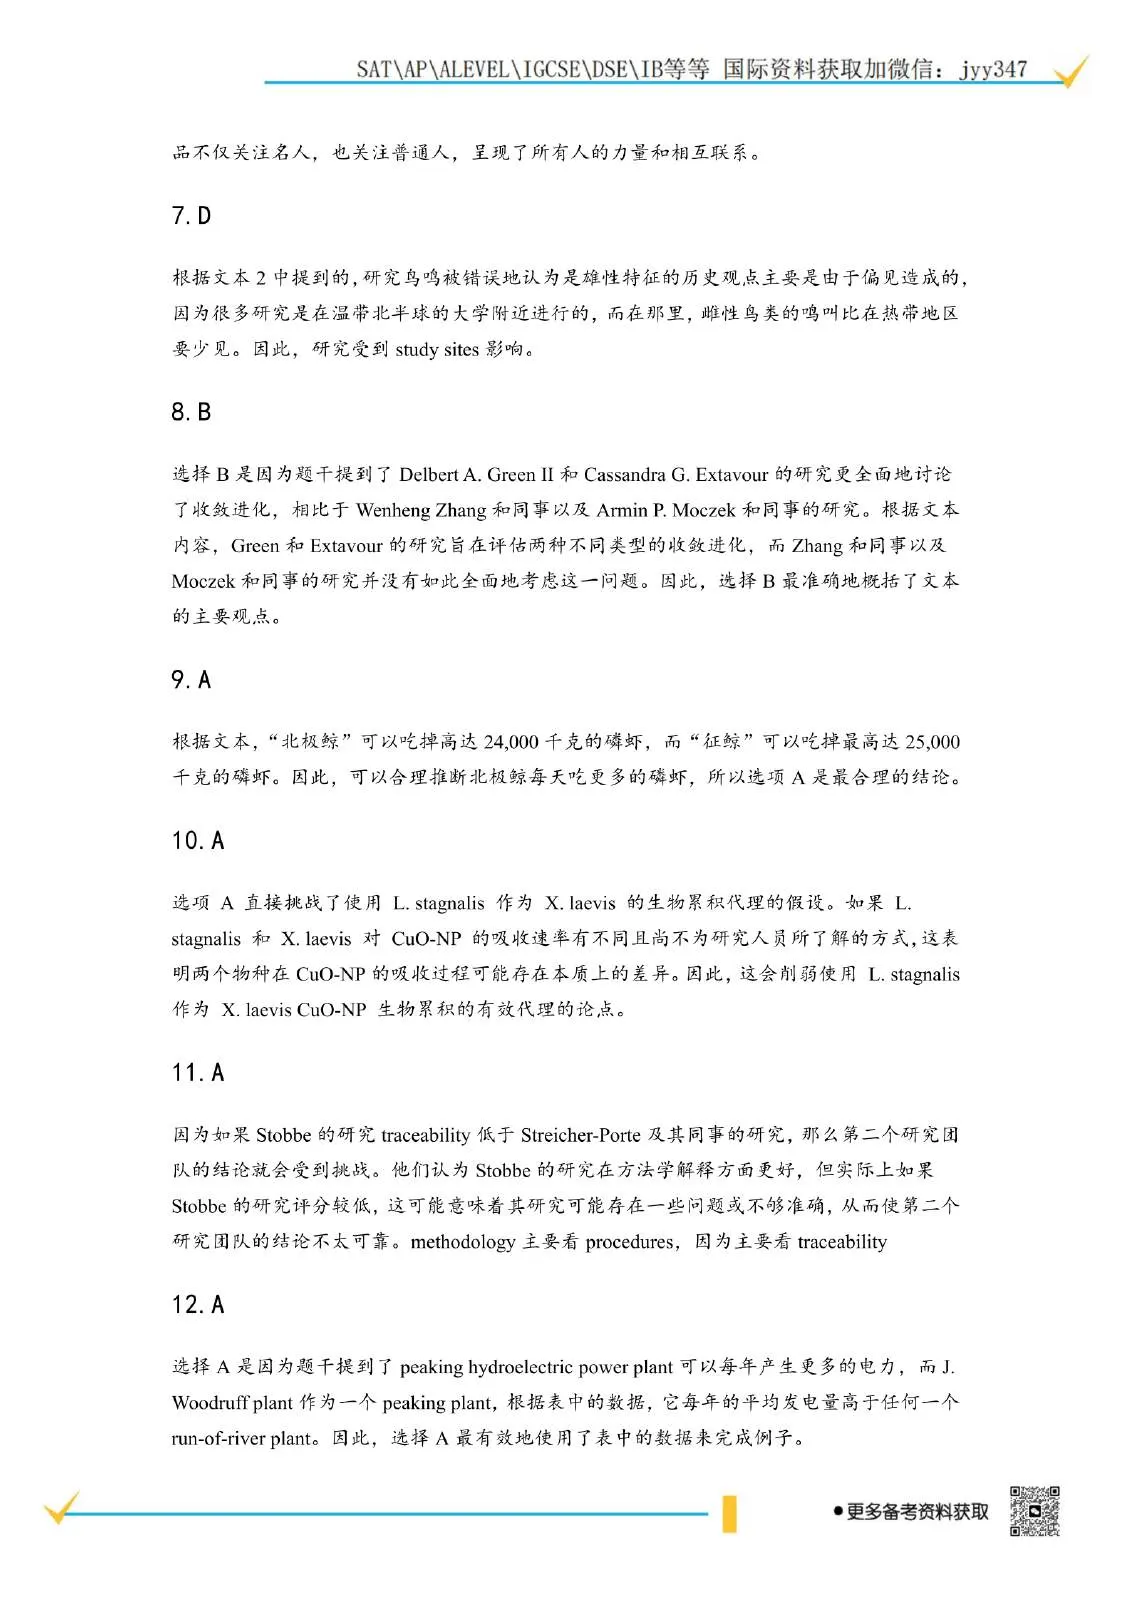 SAT\AP\ALEVEL\IGCSE\DSE\IB等等 国际资料获取加微信：jyy347
品不仅关注名人，也关注普通人，呈现了所有人的力量和相互联系。
7. D
根据文本 2 中提到的，研究鸟鸣被错误地认为是雄性特征的历史观点主要是由于偏见造成的，
因为很多研究是在温带北半球的大学附近进行的，而在那里，雌性鸟类的鸣叫比在热带地区
要少见。因此，研究受到 study sites 影响。
8. B
选择 B 是因为题干提到了 Delbert A. Green II 和 Cassandra G. Extavour 的研究更全面地讨论
了收敛进化，相比于 Wenheng Zhang 和同事以及 Armin P. Moczek 和同事的研究。根据文本
内容，Green 和 Extavour 的研究旨在评估两种不同类型的收敛进化，而 Zhang 和同事以及
Moczek 和同事的研究并没有如此全面地考虑这一问题。因此，选择 B 最准确地概括了文本
的主要观点。
9. A
根据文本，“北极鲸”可以吃掉高达 24,000 千克的磷虾，而“征鲸”可以吃掉最高达 25,000
千克的磷虾。因此，可以合理推断北极鲸每天吃更多的磷虾，所以选项 A 是最合理的结论。
10. A
选项 A 直接挑战了使用 L. stagnalis 作为 X. laevis 的生物累积代理的假设。如果 L.
stagnalis 和 X. laevis 对 CuO-NP 的吸收速率有不同且尚不为研究人员所了解的方式，这表
明两个物种在 CuO-NP 的吸收过程可能存在本质上的差异。因此，这会削弱使用 L. stagnalis
作为 X. laevis CuO-NP 生物累积的有效代理的论点。
11. A
因为如果 Stobbe 的研究 traceability 低于 Streicher-Porte 及其同事的研究，那么第二个研究团
队的结论就会受到挑战。他们认为 Stobbe 的研究在方法学解释方面更好，但实际上如果
Stobbe 的研究评分较低，这可能意味着其研究可能存在一些问题或不够准确，从而使第二个
研究团队的结论不太可靠。methodology 主要看 procedures，因为主要看 traceability
12. A
选择 A 是因为题干提到了 peaking hydroelectric power plant 可以每年产生更多的电力，而 J.
Woodruff plant 作为一个 peaking plant，根据表中的数据，它每年的平均发电量高于任何一个
run-of-river plant。因此，选择 A 最有效地使用了表中的数据来完成例子。
●更多备考资料获取